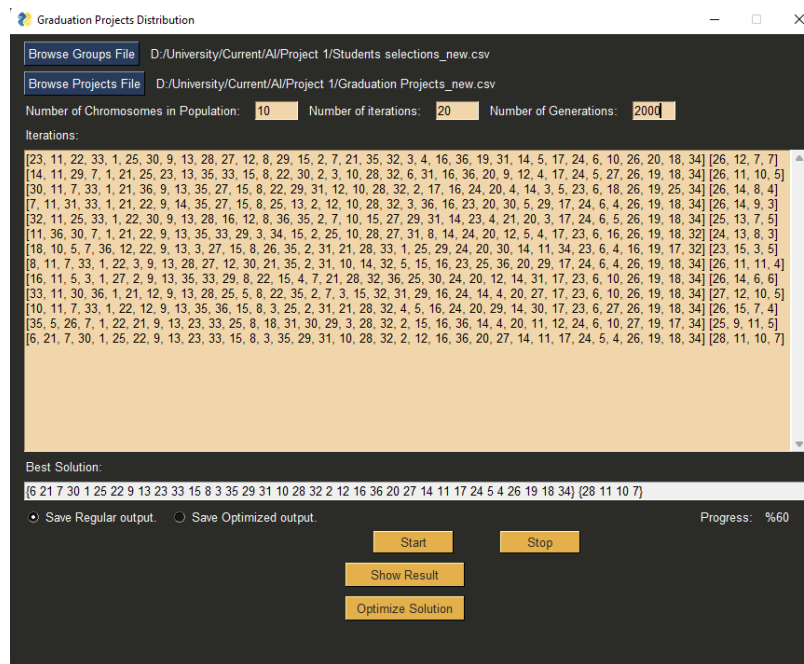 Graduation Projects Distribution
Browse Groups File D:/University/Current/AI/Project 1/Students selections_new.csv
Browse Projects File D:/University/Current/AI/Project 1/Graduation Projects_new.csv
Number of Chromosomes in Population: 10 Number of iterations: 20 Number of Generations: 2000
Iterations:
[23, 11, 22, 33, 1, 25, 30, 9, 13, 28, 27, 12, 8, 29, 15, 2, 7, 21, 35, 32, 3, 4, 16, 36, 19, 31, 14, 5, 17, 24, 6, 10, 26, 20, 18, 34] [26, 12, 7, 7]
[14, 11, 29, 7, 1, 21, 25, 23, 13, 35, 33, 15, 8, 22, 30, 2, 3, 10, 28, 32, 6, 31, 16, 36, 20, 9, 12, 4, 17, 24, 5, 27, 26, 19, 18, 34] [26, 11, 10, 5]
[30, 11, 7, 33, 1, 21, 36, 9, 13, 35, 27, 15, 8, 22, 29, 31, 12, 10, 28, 32, 2, 17, 16, 24, 20, 4, 14, 3, 5, 23, 6, 18, 26, 19, 25, 34] [26, 14, 8, 4]
[7, 11, 31, 33, 1, 21, 22, 9, 14, 35, 27, 15, 8, 25, 13, 2, 12, 10, 28, 32, 3, 36, 16, 23, 20, 30, 5, 29, 17, 24, 6, 4, 26, 19, 18, 34] [26, 14, 9, 3]
[32, 11, 25, 33, 1, 22, 30, 9, 13, 28, 16, 12, 8, 36, 35, 2, 7, 10, 15, 27, 29, 31, 14, 23, 4, 21, 20, 3, 17, 24, 6, 5, 26, 19, 18, 34] [25, 13, 7, 5]
[11, 36, 30, 7, 1, 21, 22, 9, 13, 35, 33, 29, 3, 34, 15, 2, 25, 10, 28, 27, 31, 8, 14, 24, 20, 12, 5, 4, 17, 23, 6, 18, 26, 19, 16, 32] [24, 13, 8, 3]
[18, 10, 5, 7, 36, 12, 22, 9, 13, 3, 27, 15, 8, 26, 35, 2, 31, 21, 28, 33, 1, 25, 29, 24, 20, 30, 14, 11, 34, 23, 6, 4, 16, 19, 17, 32] [23, 15, 3, 5]
[8, 11, 7, 33, 1, 22, 3, 9, 13, 28, 27, 12, 30, 21, 35, 2, 31, 10, 14, 32, 5, 15, 16, 23, 25, 36, 20, 29, 17, 24, 6, 4, 26, 19, 18, 34] [26, 11, 11, 4]
[16, 11, 5, 3, 1, 27, 2, 9, 13, 35, 33, 29, 8, 22, 15, 4, 7, 21, 28, 32, 36, 25, 30, 24, 20, 12, 14, 31, 17, 23, 6, 10, 26, 19, 18, 34] [26, 14, 6, 6]
[33, 11, 30, 36, 1, 21, 12, 9, 13, 28, 25, 5, 8, 22, 35, 2, 7, 3, 15, 32, 31, 29, 16, 24, 14, 4, 20, 27, 17, 23, 6, 10, 26, 19, 18, 34] [27, 12, 10, 5]
[10, 11, 7, 33, 1, 22, 12, 9, 13, 35, 36, 15, 8, 3, 25, 2, 31, 21, 28, 32, 4, 5, 16, 24, 20, 29, 14, 30, 17, 23, 6, 27, 26, 19, 18, 34] [26, 15, 7, 4]
[35, 5, 26, 7, 1, 22, 21, 9, 13, 23, 33, 25, 8, 18, 31, 30, 29, 3, 28, 32, 2, 15, 16, 36, 14, 4, 20, 11, 12, 24, 6, 10, 27, 19, 17, 34] [25, 9, 11, 5]
[6, 21, 7, 30, 1, 25, 22, 9, 13, 23, 33, 15, 8, 3, 35, 29, 31, 10, 28, 32, 2, 12, 16, 36, 20, 27, 14, 11, 17, 24, 5, 4, 26, 19, 18, 34] [28, 11, 10, 7]
Best Solution:
{6 21 7 30 1 25 22 9 13 23 33 15 8 3 35 29 31 10 28 32 2 12 16 36 20 27 14 11 17 24 5 4 26 19 18 34} {28 11 10 7}
Save Regular output. Save Optimized output. Progress: %60
Start Stop
Show Result
Optimize Solution